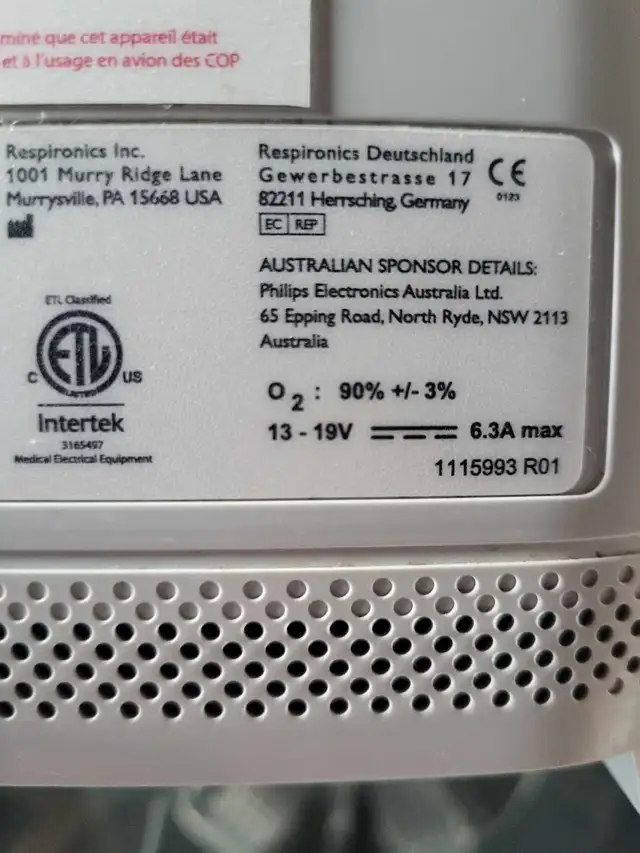 mine que cet appareil était
et à l'usage en avion des COP
Respironics Inc.
1001 Murry Ridge Lane
Murrysville, PA 15668 USA
Respironics Deutschland
Gewerbestrasse 17
82211 Herrsching, Germany
CE
0123
EC REP
AUSTRALIAN SPONSOR DETAILS:
Philips Electronics Australia Ltd.
65 Epping Road, North Ryde, NSW 2113
Australia
ETL Classified
C ETL US
Intertek
3165497
Medical Electrical Equipment
O2 : 90% +/- 3%
13 - 19V 6.3A max
1115993 R01